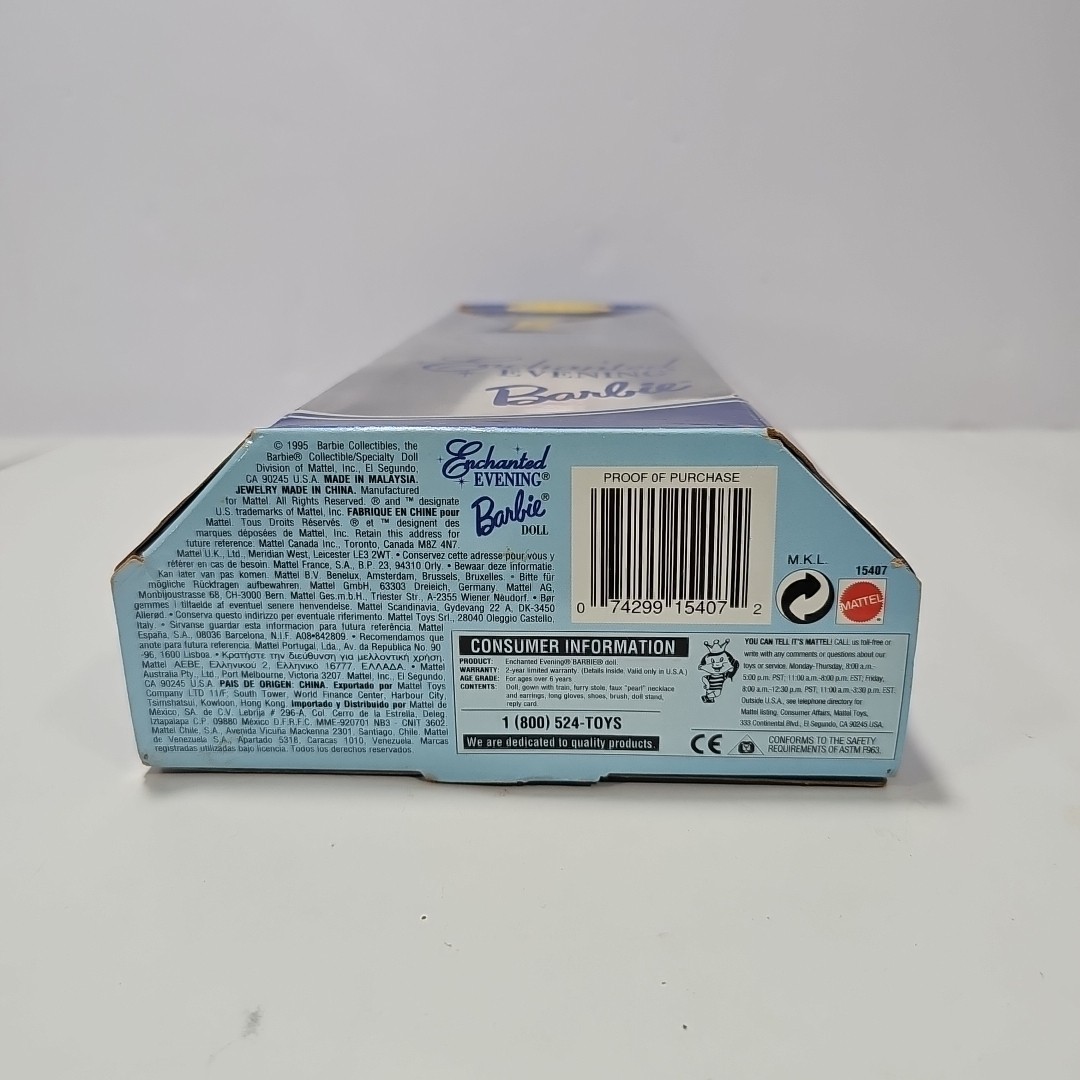 Enchanted
EVENING
Barbie
© 1995 Barbie Collectibles, the
Barbie® Collectible/Specialty Doll
Division of Mattel, Inc., El Segundo,
CA 90245 U.S.A. MADE IN MALAYSIA.
JEWELRY MADE IN CHINA. Manufactured
for Mattel. All Rights Reserved. ® and ™ designate
U.S. trademarks of Mattel, Inc. FABRIQUE EN CHINE pour
Mattel. Tous Droits Réservés. ® et ™ designent des
marques déposées de Mattel, Inc. Retain this address for
future reference: Mattel Canada Inc., Toronto, Canada M8Z 4N7.
Mattel U.K., Ltd., Meridian West, Leicester LE3 2WT. • Conservez cette adresse pour vous y
référer en cas de besoin. Mattel France, S.A., B.P. 23, 94310 Orly. • Bewaar deze informatie.
Kan later van pas komen. Mattel B.V. Benelux, Amsterdam, Brussels, Bruxelles. • Bitte für
mögliche Rückfragen aufbewahren. Mattel GmbH, 63303 Dreieich, Germany. Mattel AG,
Monbijoustrasse 68, CH-3000 Bern. Mattel Ges.m.b.H., Triester Str., A-2355 Wiener Neudorf. • Bør
gemmes i tilfælde af eventuel senere henvendelse. Mattel Scandinavia, Gydevang 22 A, DK-3450
Allerød. • Conserva questo indirizzo per eventuale riferimento. Mattel Toys Srl., 28040 Oleggio Castello,
Italy. • Sirvanse guardar esta informacion para futura referência. Mattel
España, S.A., 08036 Barcelona, N.I.F. A08•842809. • Recomendamos que
anote para futura referencia. Mattel Portugal, Lda., Av. da Republica No. 90
-96, 1600 Lisboa. • Κρατήστε την διεύθυνση για μελλοντική χρήση.
Mattel AEBE, Ελληνικού 2, Ελληνικο 16777, ΕΛΛΑΔΑ. • Mattel
Australia Pty., Ltd., Port Melbourne, Victoria 3207. Mattel, Inc., El Segundo,
CA 90245 U.S.A. PAIS DE ORIGEN: CHINA. Exportado por Mattel Toys
Company LTD 11/F, South Tower, World Finance Center, Harbour City,
Tsimshatsui, Kowloon, Hong Kong. Importado y Distribuido por Mattel de
México, SA. de C.V. Lebrija # 296-A Col. Cerro de la Estrella, Deleg.
Iztapalapa C.P. 09880 México D.F.R.F.C. MME-920701 NB3 - CNIT 3602.
Mattel Chile, S.A., Avenida Vicuña Mackenna 2301, Santiago, Chile. Mattel
de Venezuela S.A., Apartado 5318, Caracas 1010, Venezuela. Marcas
registradas utilizadas bajo licencia. Todos los derechos reservados.
Enchanted
EVENING®
Barbie®
DOLL
PROOF OF PURCHASE
0 74299 15407 2
M.K.L.
15407
MATTEL
CONSUMER INFORMATION
PRODUCT: Enchanted Evening® BARBIE® doll.
WARRANTY: 2-year limited warranty. (Details inside. Valid only in U.S.A.)
AGE GRADE: For ages over 6 years
CONTENTS: Doll, gown with train, furry stole, faux "pearl" necklace
and earrings, long gloves, shoes, brush, doll stand,
reply card.
1 (800) 524-TOYS
We are dedicated to quality products.
YOU CAN TELL IT'S MATTEL! CALL us toll-free or
write with any comments or questions about our
toys or service. Monday-Thursday, 8:00 a.m.-
5:00 p.m. PST; 11:00 a.m.-8:00 p.m. EST; Friday,
8:00 a.m.-12:30 p.m. PST, 11:00 a.m.-3:30 p.m. EST.
Outside U.S.A., see telephone directory for
Mattel listing. Consumer Affairs, Mattel Toys,
333 Continental Blvd., El Segundo, CA 90245 USA.
CE
CONFORMS TO THE SAFETY
REQUIREMENTS OF ASTM F963.